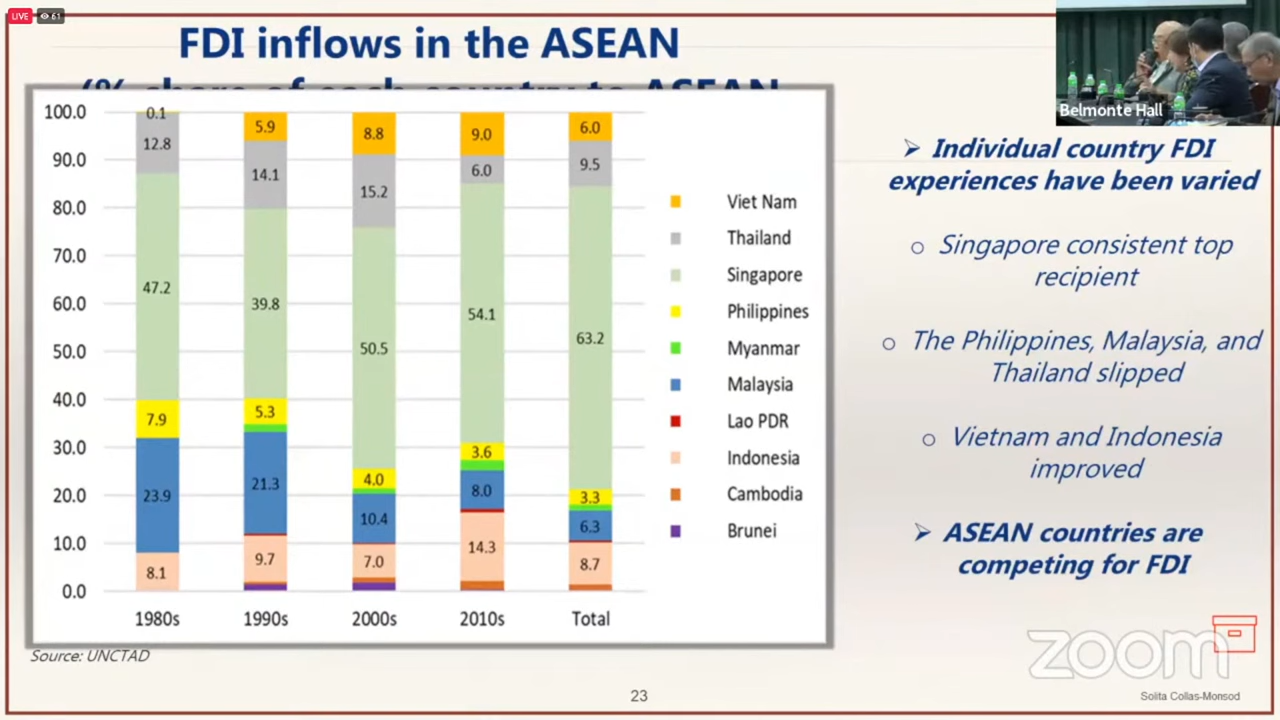 LIVE 61
FDI inflows in the ASEAN
(% share of each country to ASEAN
Belmonte Hall
100.0
90.0
80.0
70.0
60.0
50.0
40.0
30.0
20.0
10.0
0.0
0.1
12.8
47.2
7.9
23.9
8.1
5.9
14.1
39.8
5.3
21.3
9.7
8.8
15.2
50.5
4.0
10.4
7.0
9.0
6.0
54.1
3.6
8.0
14.3
6.0
9.5
63.2
3.3
6.3
8.7
1980s 1990s 2000s 2010s Total
Viet Nam
Thailand
Singapore
Philippines
Myanmar
Malaysia
Lao PDR
Indonesia
Cambodia
Brunei
Individual country FDI
experiences have been varied
Singapore consistent top
recipient
The Philippines, Malaysia, and
Thailand slipped
Vietnam and Indonesia
improved
ASEAN countries are
competing for FDI
Source: UNCTAD
zoom
23
Solita Collas-Monsod